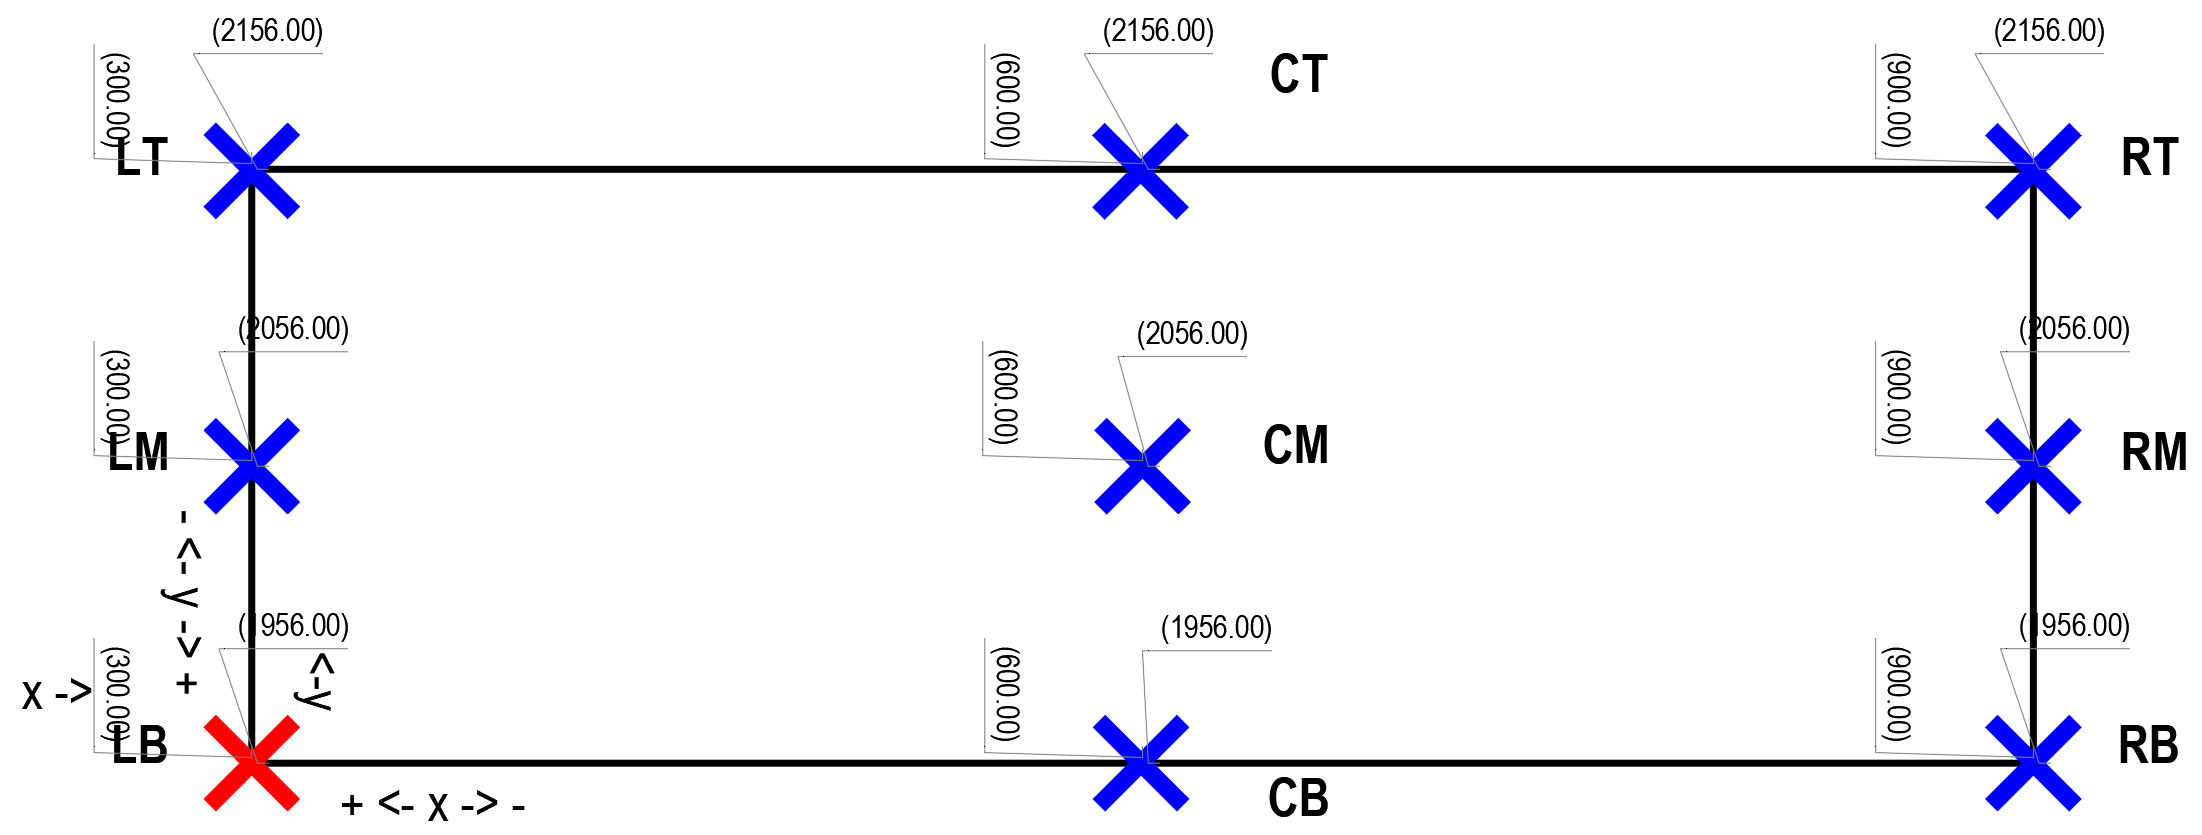 (2156.00)
(2156.00)
(2156.00)
(300.00)
(600.00)
CT
(900.00)
LT
RT
(2056.00)
(2056.00)
(2056.00)
(300.00)
(600.00)
(900.00)
LM
CM
RM
- <- y -> +
(1956.00)
(1956.00)
(1956.00)
x ->
(300.00)
<-y
(600.00)
(900.00)
LB
RB
+ <- x -> -
CB